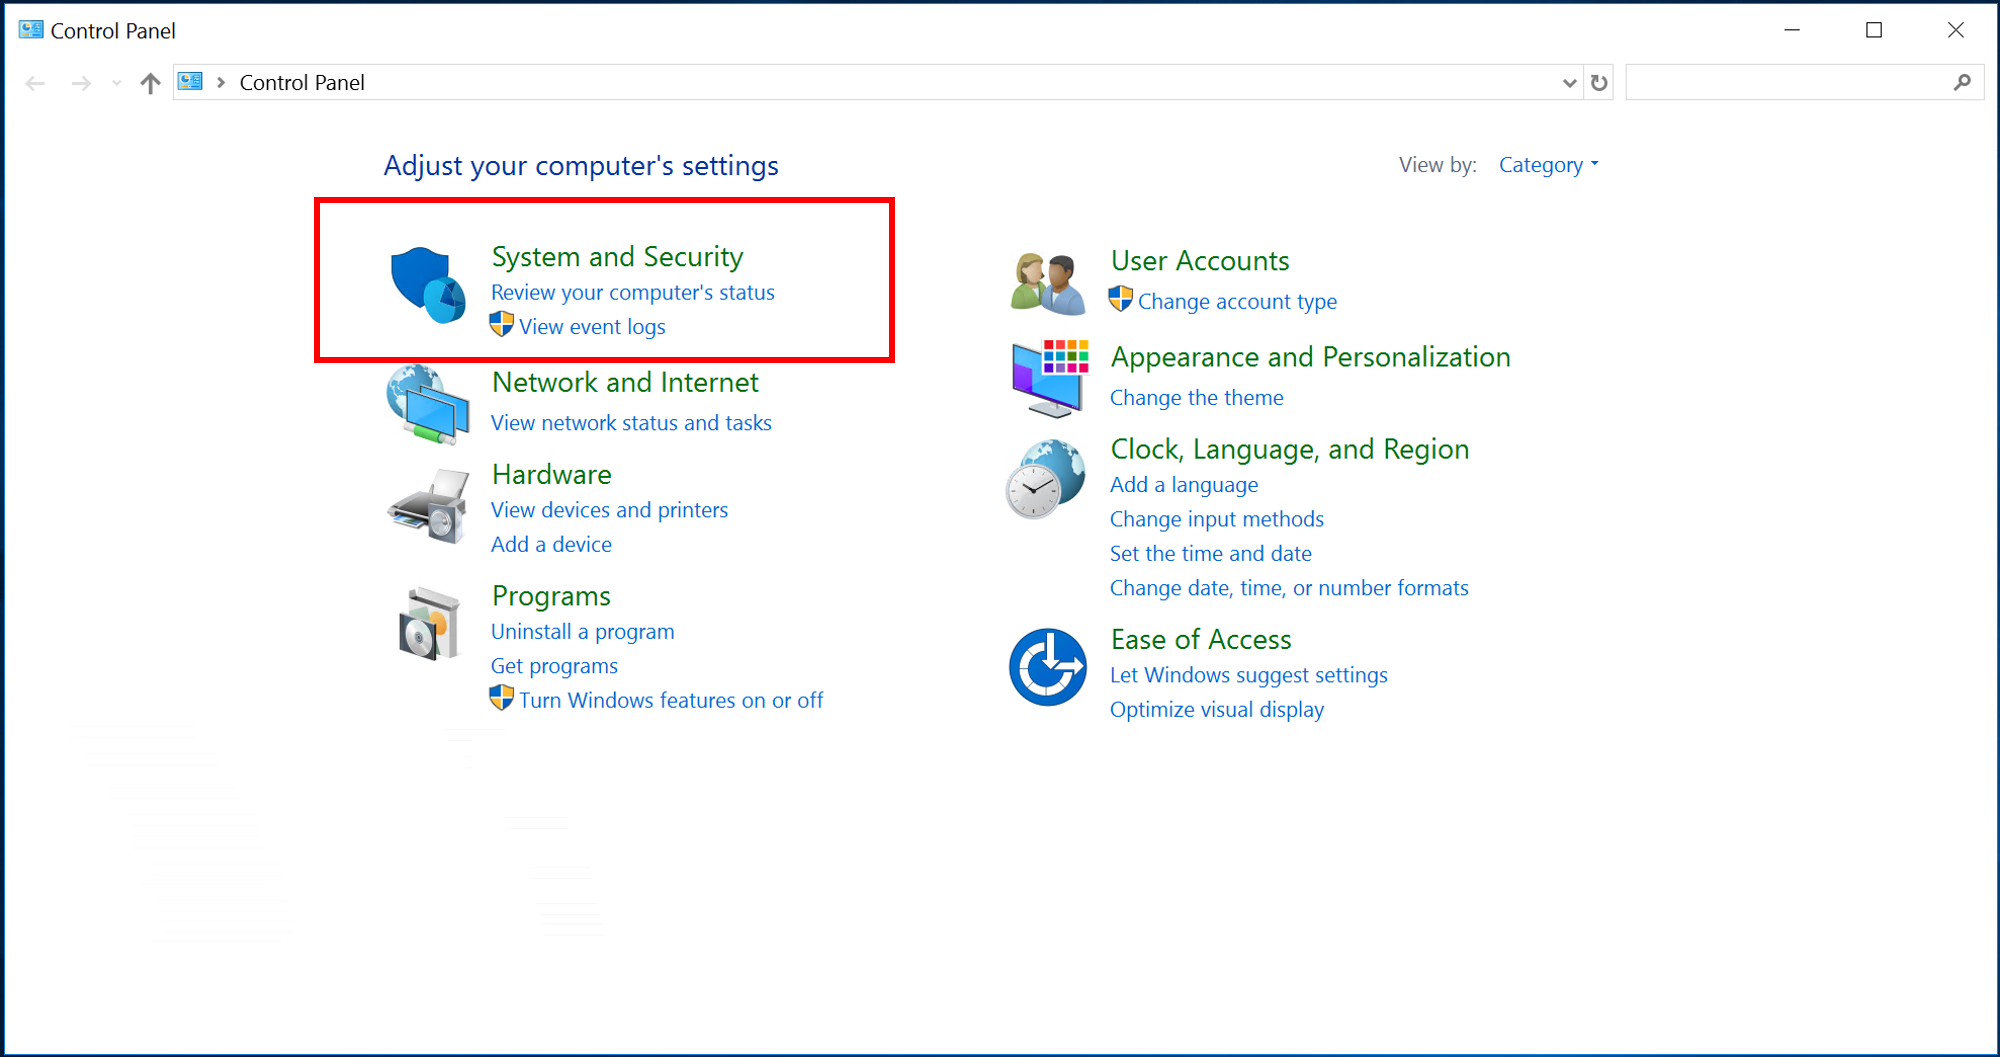 Control Panel
Control Panel
Adjust your computer's settings
View by: Category
System and Security
Review your computer's status
View event logs
Network and Internet
View network status and tasks
Hardware
View devices and printers
Add a device
Programs
Uninstall a program
Get programs
Turn Windows features on or off
User Accounts
Change account type
Appearance and Personalization
Change the theme
Clock, Language, and Region
Add a language
Change input methods
Set the time and date
Change date, time, or number formats
Ease of Access
Let Windows suggest settings
Optimize visual display